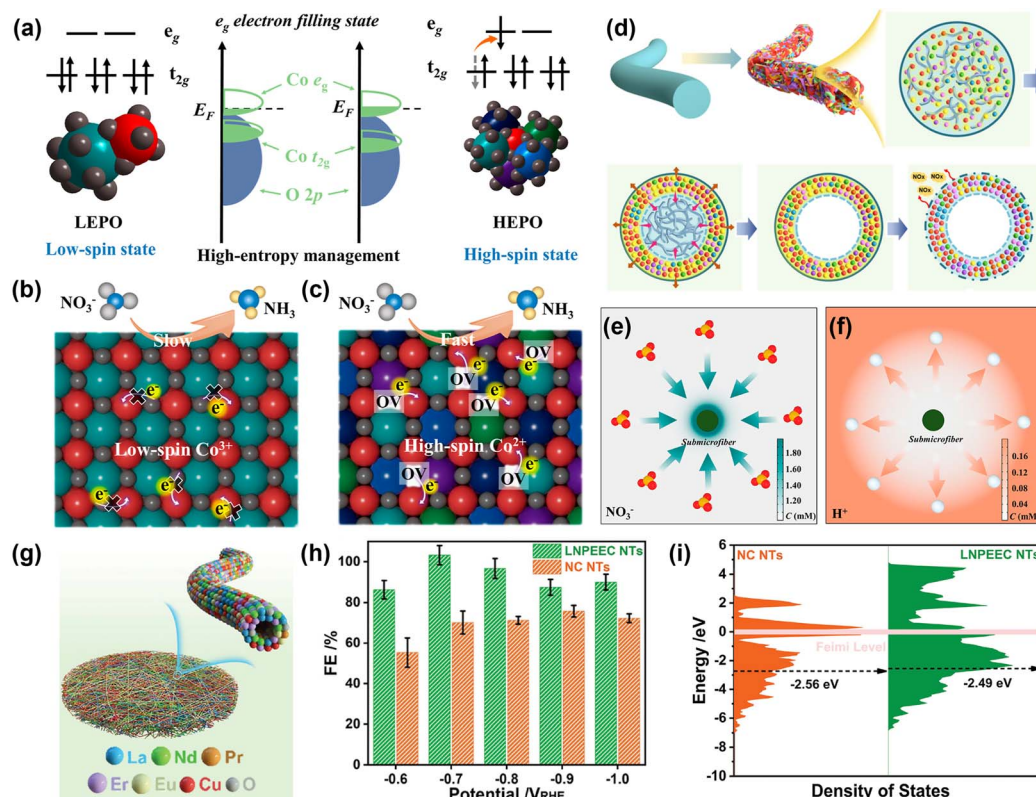 (a)
e_g electron filling state
e_g
t_2g
E_F
Co e_g
Co t_2g
O 2p
E_F
e_g
t_2g
LEPO
Low-spin state
High-entropy management
HEPO
High-spin state
(b)
NO₃⁻
NH₃
Slow
e⁻
e⁻
Low-spin Co³⁺
e⁻
e⁻
e⁻
(c)
NO₃⁻
NH₃
Fast
OV
e⁻
e⁻
OV
e⁻
OV
OV
High-spin Co²⁺
OV
e⁻
OV
e⁻
(d)
NOx
NOx
NOx
(e)
Submicrofiber
1.80
1.60
1.40
1.20
C (mM)
NO₃⁻
(f)
Submicrofiber
0.16
0.12
0.08
0.04
C (mM)
H⁺
(g)
La Nd Pr
Er Eu Cu O
(h)
LNPEEC NTs
NC NTs
FE /%
100
80
60
40
20
0
-0.6 -0.7 -0.8 -0.9 -1.0
Potential /V_RHE
(i)
NC NTs
LNPEEC NTs
Energy /eV
6
4
2
0
-2
-4
-6
-8
-10
Feimi Level
-2.56 eV
-2.49 eV
Density of States